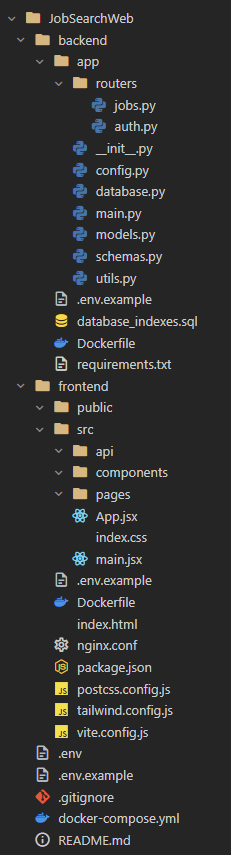 JobSearchWeb
backend
app
routers
jobs.py
auth.py
__init__.py
config.py
database.py
main.py
models.py
schemas.py
utils.py
.env.example
database_indexes.sql
Dockerfile
requirements.txt
frontend
public
src
api
components
pages
App.jsx
index.css
main.jsx
.env.example
Dockerfile
index.html
nginx.conf
package.json
postcss.config.js
tailwind.config.js
vite.config.js
.env
.env.example
.gitignore
docker-compose.yml
README.md